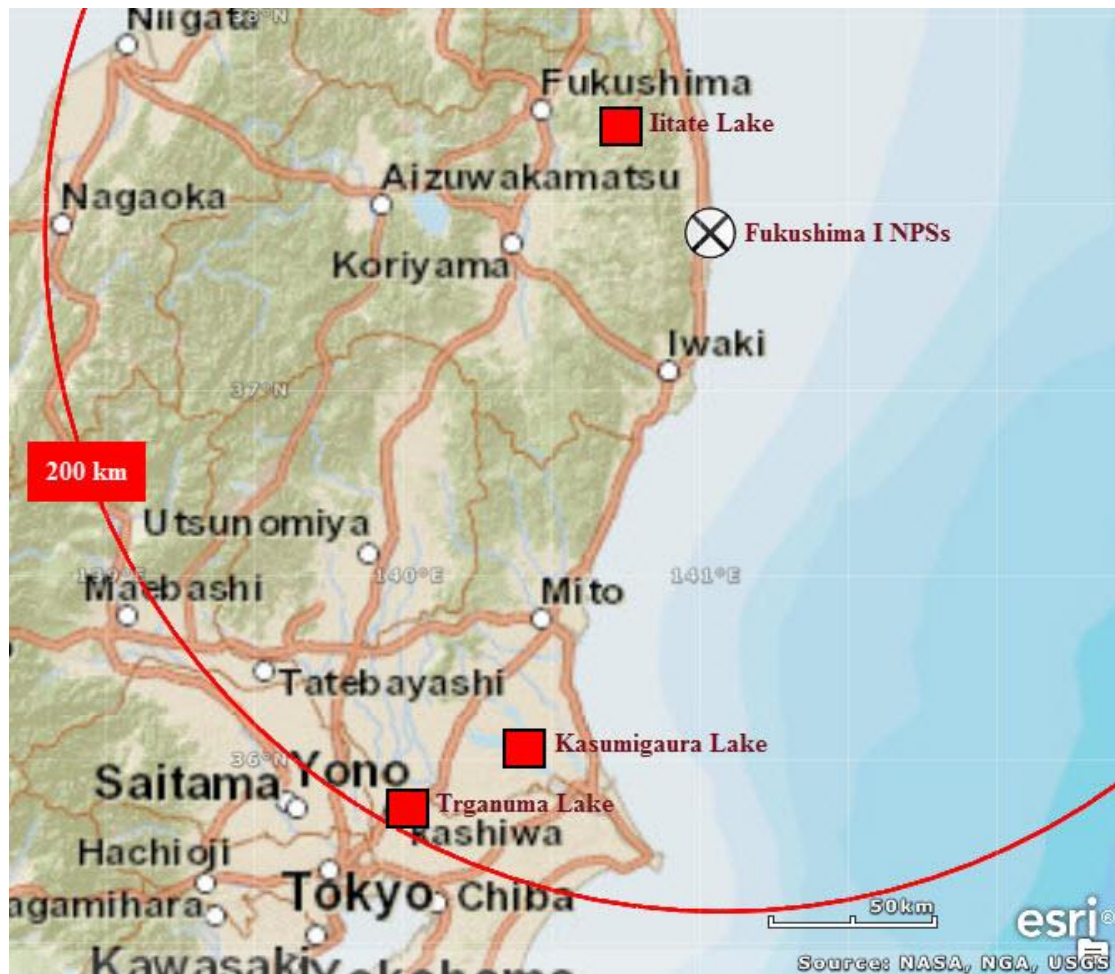 Niigata
38°N
Fukushima
Iitate Lake
Aizuwakamatsu
Nagaoka
Fukushima I NPSs
Koriyama
Iwaki
37°N
200 km
Utsunomiya
139°E
140°E
141°E
Maebashi
Mito
Tatebayashi
Kasumigaura Lake
36°N
Saitama
Yono
Trganuma Lake
Kashiwa
Hachioji
Tokyo
Chiba
50km
agamihara
esri
Kawasaki
Source: NASA, NGA, USGS